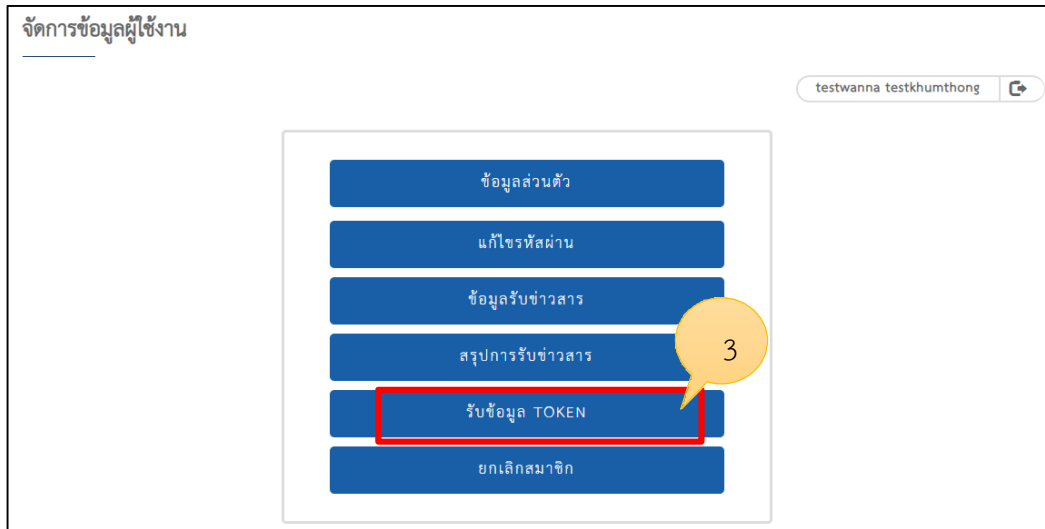 จัดการข้อมูลผู้ใช้งาน
testwanna testkhumthong
ข้อมูลส่วนตัว
แก้ไขรหัสผ่าน
ข้อมูลรับข่าวสาร
สรุปการรับข่าวสาร
3
รับข้อมูล TOKEN
ยกเลิกสมาชิก